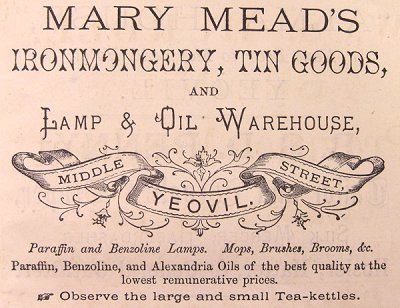 MARY MEAD'S
IRONMONGERY, TIN GOODS,
AND
LAMP & OIL WAREHOUSE,
MIDDLE STREET,
YEOVIL.
Paraffin and Benzoline Lamps. Mops, Brushes, Brooms, &c.
Paraffin, Benzoline, and Alexandria Oils of the best quality at the
lowest remunerative prices.
☛ Observe the large and small Tea-kettles.